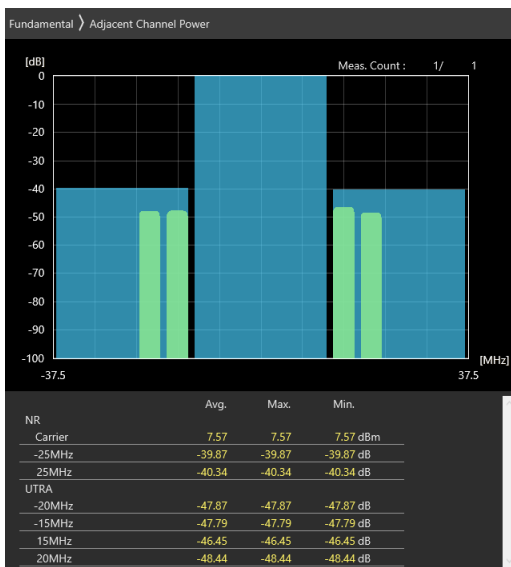 Fundamental 〉 Adjacent Channel Power
[dB]
Meas. Count : 1/ 1
0
-10
-20
-30
-40
-50
-60
-70
-80
-90
-100
[MHz]
-37.5 37.5
Avg. Max. Min.
NR
Carrier 7.57 7.57 7.57 dBm
-25MHz -39.87 -39.87 -39.87 dB
25MHz -40.34 -40.34 -40.34 dB
UTRA
-20MHz -47.87 -47.87 -47.87 dB
-15MHz -47.79 -47.79 -47.79 dB
15MHz -46.45 -46.45 -46.45 dB
20MHz -48.44 -48.44 -48.44 dB